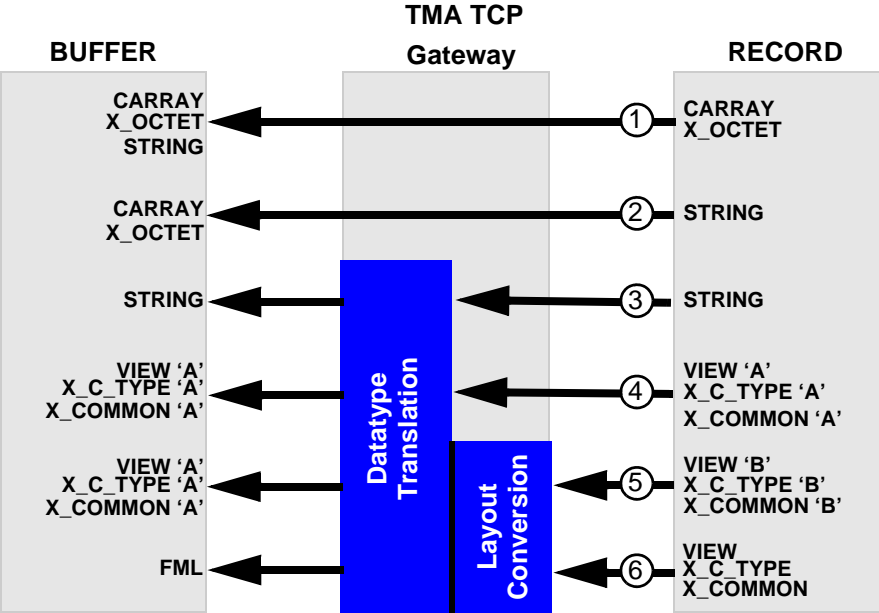 TMA TCP
Gateway
BUFFER
RECORD
CARRAY
X_OCTET
STRING
1
CARRAY
X_OCTET
CARRAY
X_OCTET
2
STRING
STRING
3
STRING
VIEW ‘A’
X_C_TYPE ‘A’
X_COMMON ‘A’
4
VIEW ‘A’
X_C_TYPE ‘A’
X_COMMON ‘A’
Datatype
Translation
VIEW ‘A’
X_C_TYPE ‘A’
X_COMMON ‘A’
Layout
Conversion
5
VIEW ‘B’
X_C_TYPE ‘B’
X_COMMON ‘B’
FML
6
VIEW
X_C_TYPE
X_COMMON